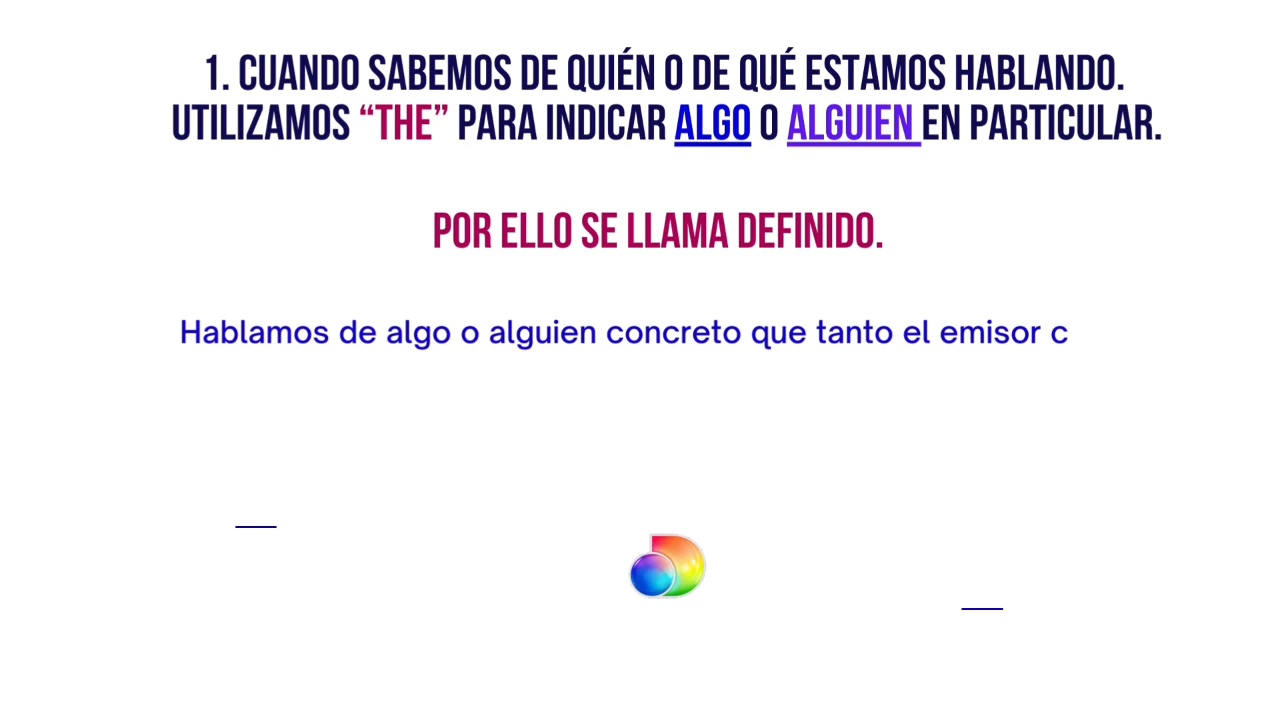 1. CUANDO SABEMOS DE QUIÉN O DE QUÉ ESTAMOS HABLANDO.
UTILIZAMOS “THE” PARA INDICAR ALGO O ALGUIEN EN PARTICULAR.
POR ELLO SE LLAMA DEFINIDO.
Hablamos de algo o alguien concreto que tanto el emisor c